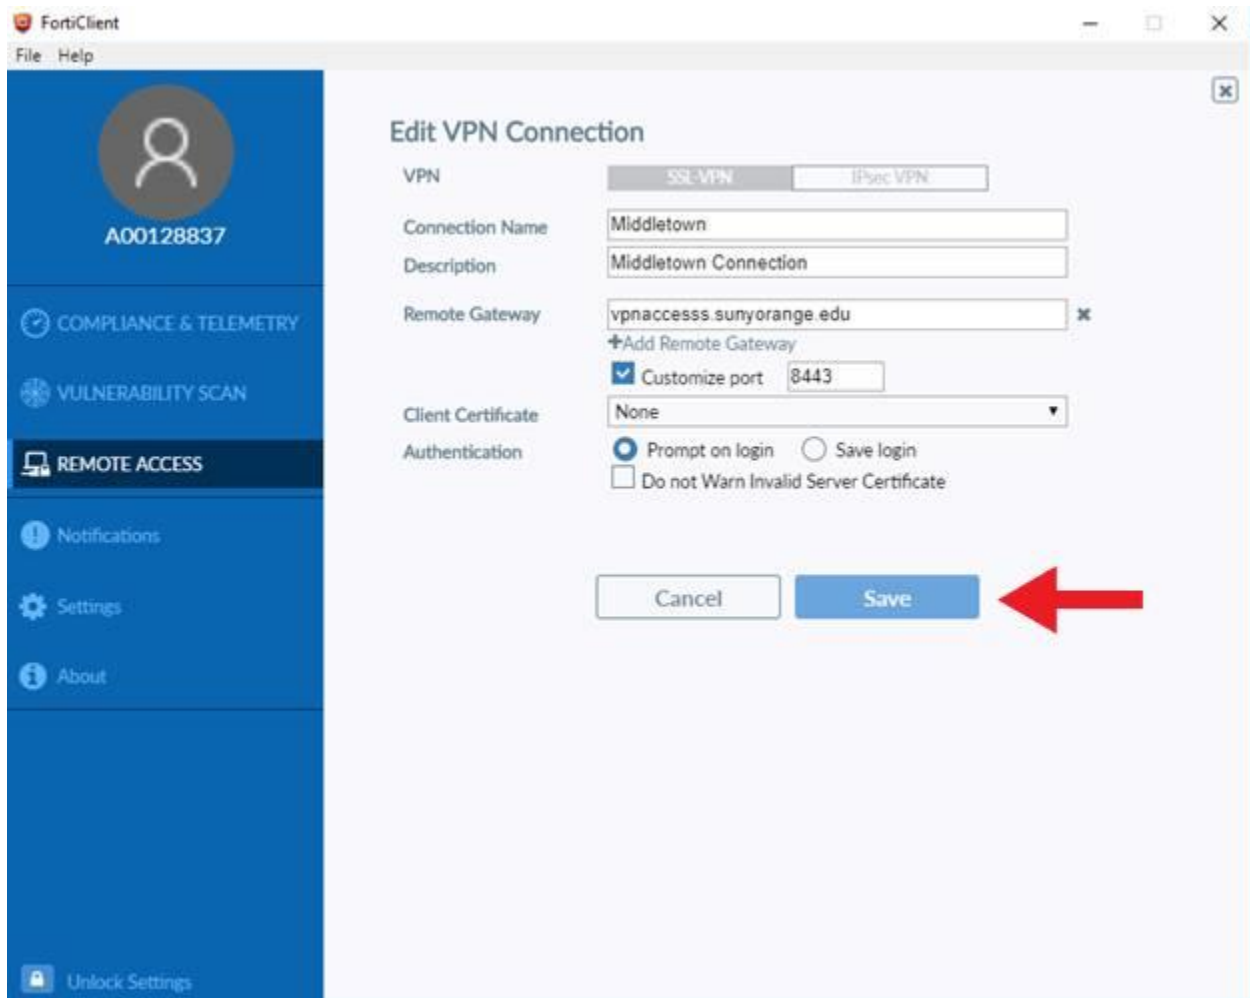 FortiClient
File Help
A00128837
COMPLIANCE & TELEMETRY
VULNERABILITY SCAN
REMOTE ACCESS
Notifications
Settings
About
Unlock Settings
Edit VPN Connection
VPN SSL-VPN IPsec VPN
Connection Name Middletown
Description Middletown Connection
Remote Gateway vpnaccesss.sunyorange.edu
+Add Remote Gateway
Customize port 8443
Client Certificate None
Authentication Prompt on login Save login
Do not Warn Invalid Server Certificate
Cancel Save